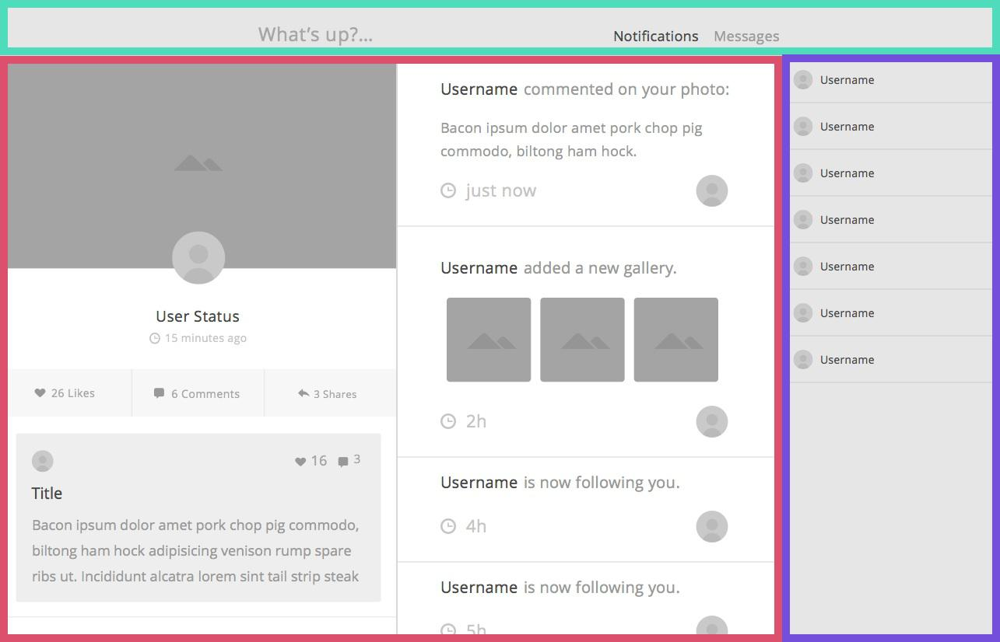 What's up?...
Notifications
Messages
User Status
15 minutes ago
26 Likes
6 Comments
3 Shares
16
3
Title
Bacon ipsum dolor amet pork chop pig commodo,
biltong ham hock adipisicing venison rump spare
ribs ut. Incididunt alcatra lorem sint tail strip steak
Username commented on your photo:
Bacon ipsum dolor amet pork chop pig
commodo, biltong ham hock.
just now
Username added a new gallery.
2h
Username is now following you.
4h
Username is now following you.
5h
Username
Username
Username
Username
Username
Username
Username